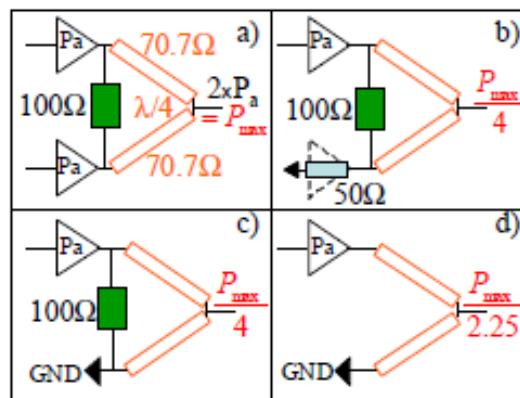 a)
Pa
70.7Ω
100Ω
λ/4
2xPa
= Pmax
Pa
70.7Ω
b)
Pa
100Ω
Pmax
4
50Ω
c)
Pa
100Ω
Pmax
4
GND
d)
Pa
Pmax
2.25
GND